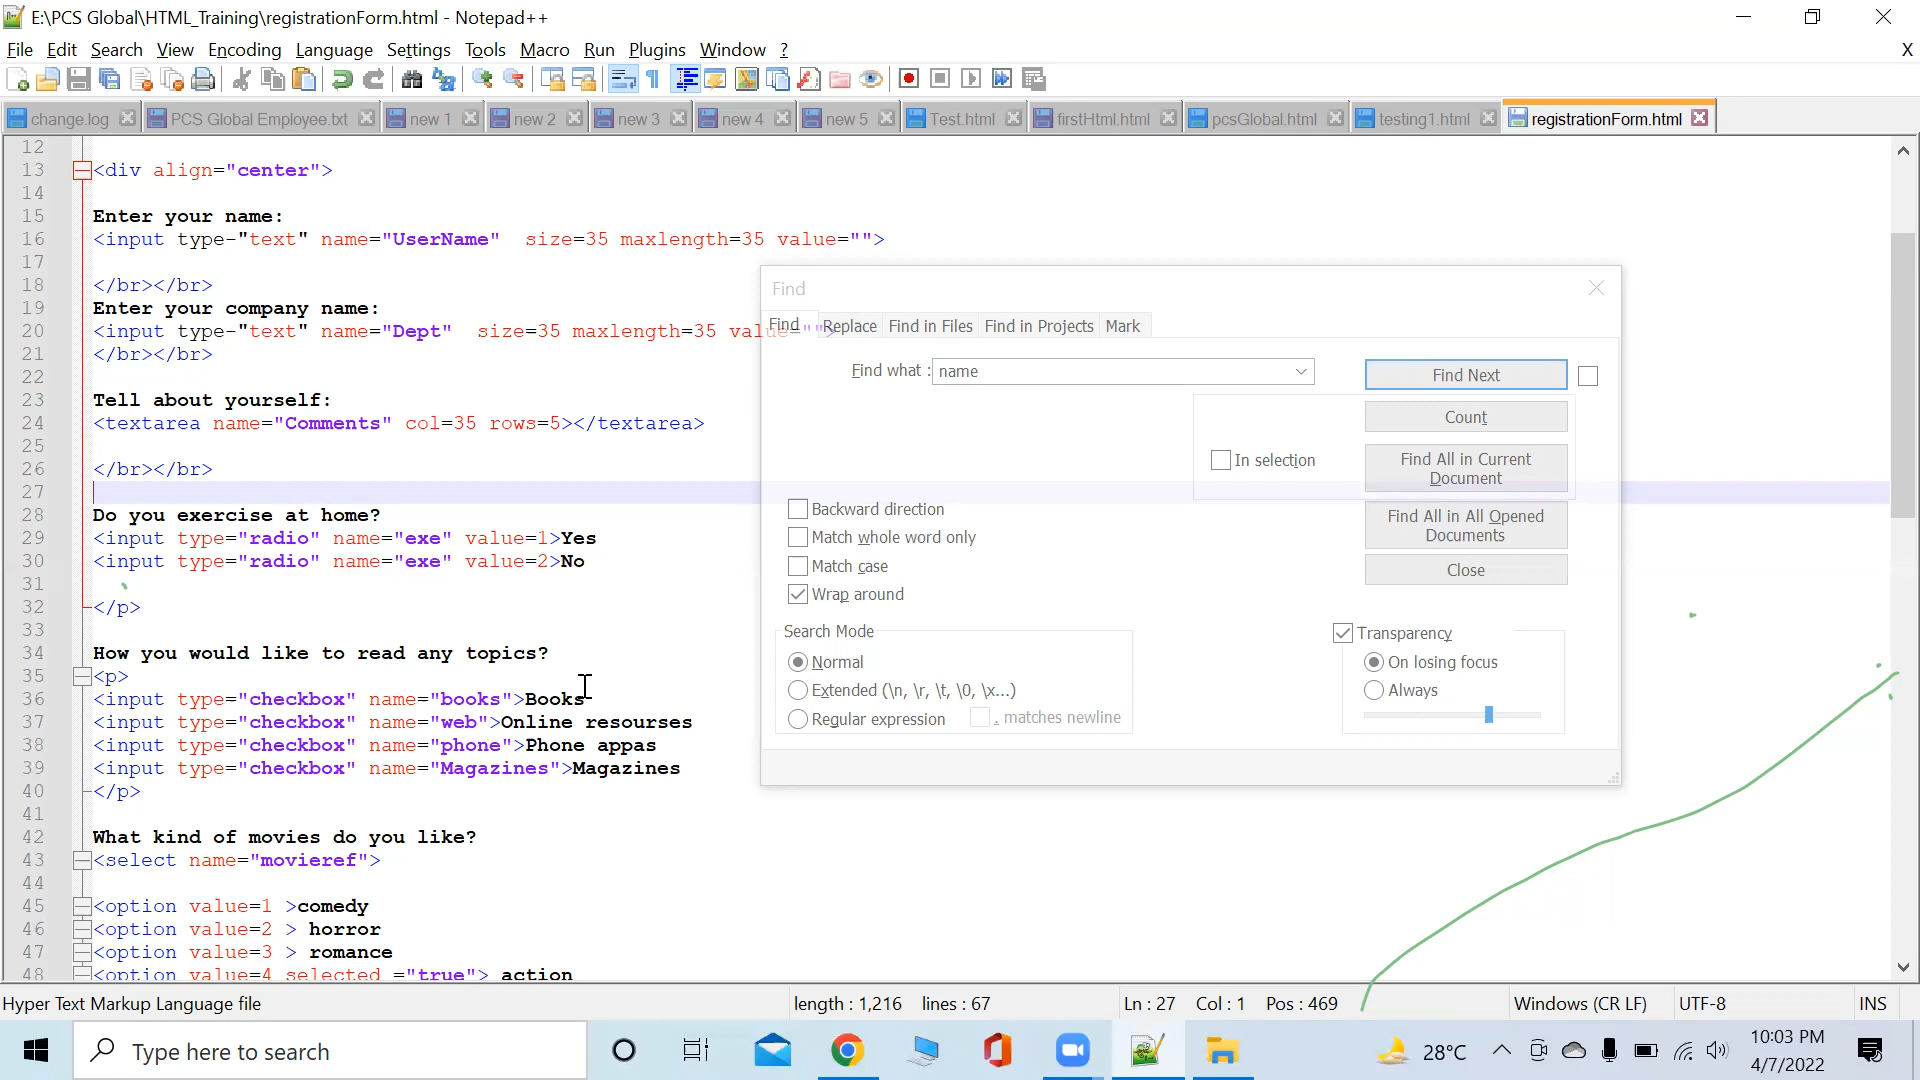 E:\PCS Global\HTML_Training\registrationForm.html - Notepad++
File Edit Search View Encoding Language Settings Tools Macro Run Plugins Window ? X
change.log PCS Global Employee.txt new 1 new 2 new 3 new 4 new 5 Test.html firstHtml.html pcsGlobal.html testing1.html registrationForm.html
12
13 <div align="center">
14
15 Enter your name:
16 <input type-"text" name="UserName" size=35 maxlength=35 value="">
17
18 </br></br>
19 Enter your company name:
20 <input type-"text" name="Dept" size=35 maxlength=35 value="">
21 </br></br>
22
23 Tell about yourself:
24 <textarea name="Comments" col=35 rows=5></textarea>
25
26 </br></br>
27
28 Do you exercise at home?
29 <input type="radio" name="exe" value=1>Yes
30 <input type="radio" name="exe" value=2>No
31
32 </p>
33
34 How you would like to read any topics?
35 <p>
36 <input type="checkbox" name="books">Books
37 <input type="checkbox" name="web">Online resourses
38 <input type="checkbox" name="phone">Phone appas
39 <input type="checkbox" name="Magazines">Magazines
40 </p>
41
42 What kind of movies do you like?
43 <select name="movieref">
44
45 <option value=1 >comedy
46 <option value=2 > horror
47 <option value=3 > romance
48 <option value=4 selected ="true"> action
Find
Find Replace Find in Files Find in Projects Mark
Find what : name
Find Next
Count
In selection
Find All in Current
Document
Backward direction
Find All in All Opened
Documents
Match whole word only
Match case
Close
Wrap around
Search Mode
Transparency
Normal
On losing focus
Extended (\n, \r, \t, \0, \x...)
Always
Regular expression . matches newline
Hyper Text Markup Language file length : 1,216 lines : 67 Ln : 27 Col : 1 Pos : 469 Windows (CR LF) UTF-8 INS
Type here to search
28°C
10:03 PM
4/7/2022